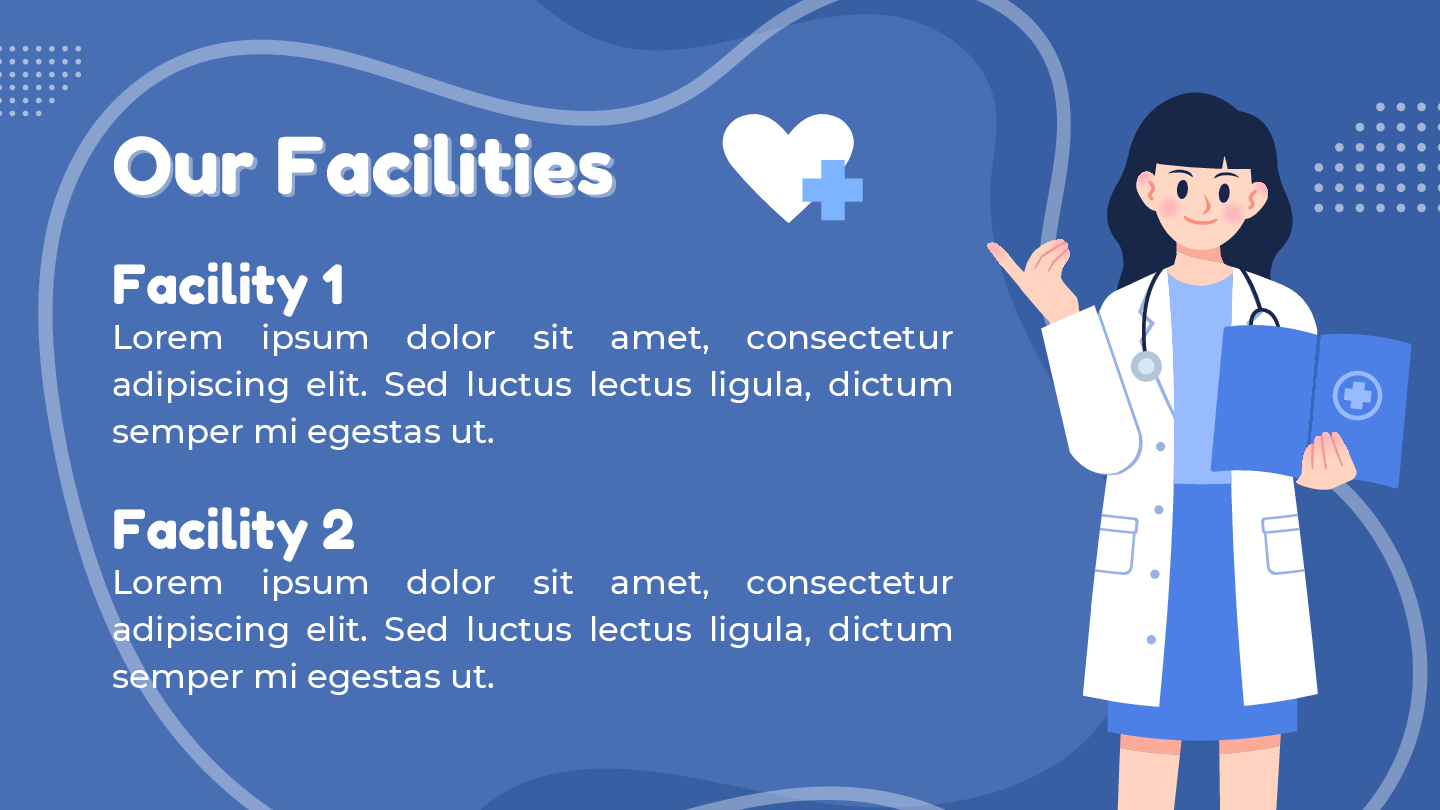 Our Facilities
Facility 1
Lorem ipsum dolor sit amet, consectetur
adipiscing elit. Sed luctus lectus ligula, dictum
semper mi egestas ut.
Facility 2
Lorem ipsum dolor sit amet, consectetur
adipiscing elit. Sed luctus lectus ligula, dictum
semper mi egestas ut.